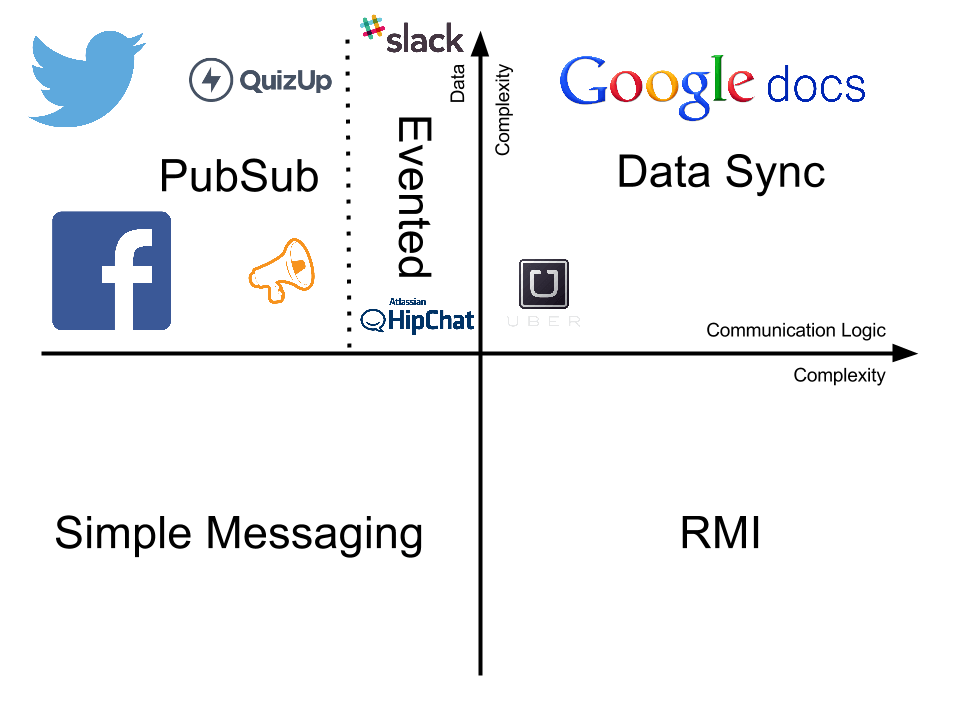 slack
QuizUp
Google docs
Data
Complexity
PubSub
Evented
Data Sync
f
Atlassian
HipChat
U
UBER
Communication Logic
Complexity
Simple Messaging
RMI